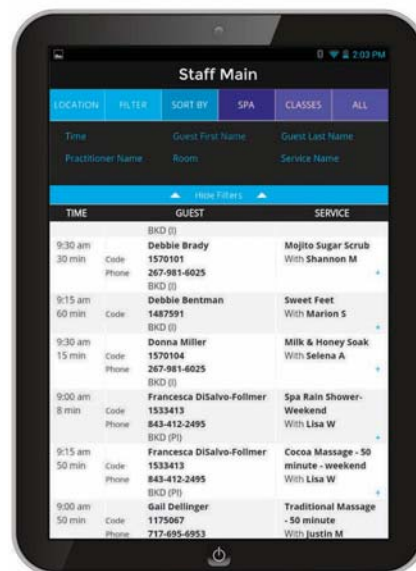 2:03 PM
Staff Main
LOCATION FILTER SORT BY SPA CLASSES ALL
Time Guest First Name Guest Last Name
Practitioner Name Room Service Name
Hide Filters
TIME GUEST SERVICE
BKD (I)
9:30 am Debbie Brady Mojito Sugar Scrub
30 min Code 1570101 With Shannon M
Phone 267-981-6025
BKD (I) +
9:15 am Debbie Bentman Sweet Feet
60 min Code 1487591 With Marion S
BKD (I) +
9:30 am Donna Miller Milk & Honey Soak
15 min Code 1570104 With Selena A
Phone 267-981-6025 +
BKD (I)
9:00 am Francesca DiSalvo-Follmer Spa Rain Shower-
8 min Code 1533413 Weekend
Phone 843-412-2495 With Lisa W
BKD (PI) +
9:15 am Francesca DiSalvo-Follmer Cocoa Massage - 50
50 min Code 1533413 minute - weekend
Phone 843-412-2495 With Lisa W
BKD (PI) +
9:00 am Gail Dellinger Traditional Massage
50 min Code 1175067 - 50 minute
Phone 717-695-6953 With Justin M